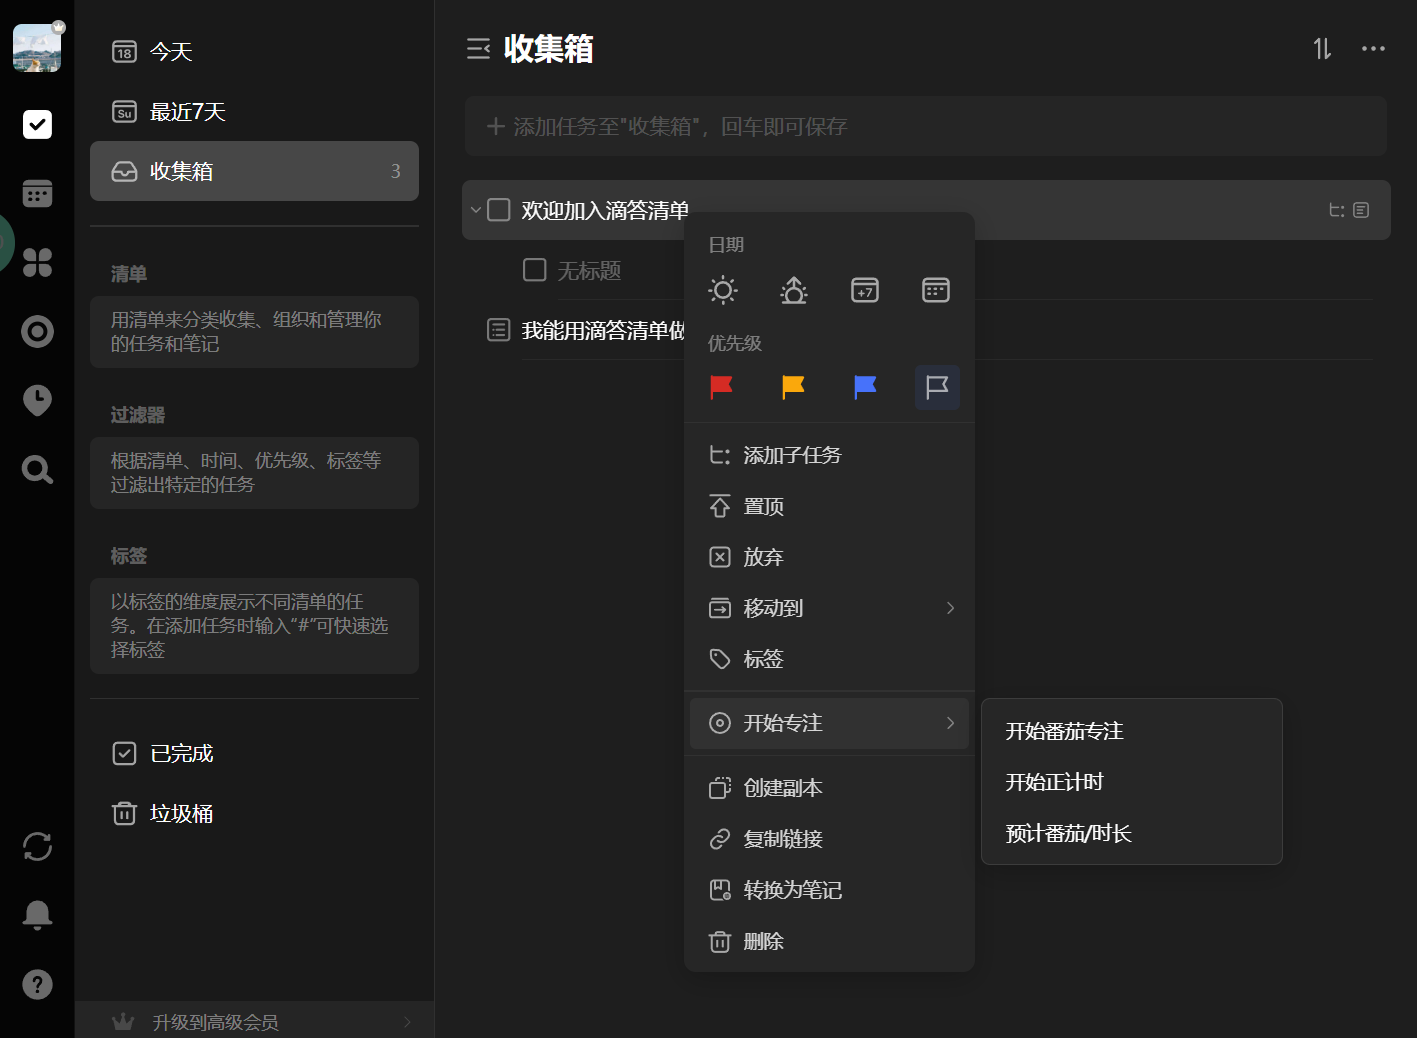 18 今天
Su 最近7天
收集箱 3
清单
用清单来分类收集、组织和管理你
的任务和笔记
过滤器
根据清单、时间、优先级、标签等
过滤出特定的任务
标签
以标签的维度展示不同清单的任
务。在添加任务时输入“#”可快速选
择标签
已完成
垃圾桶
升级到高级会员
收集箱
添加任务至"收集箱"，回车即可保存
欢迎加入滴答清单
无标题
我能用滴答清单做
日期
+7
优先级
添加子任务
置顶
放弃
移动到
标签
开始专注
创建副本
复制链接
转换为笔记
删除
开始番茄专注
开始正计时
预计番茄/时长